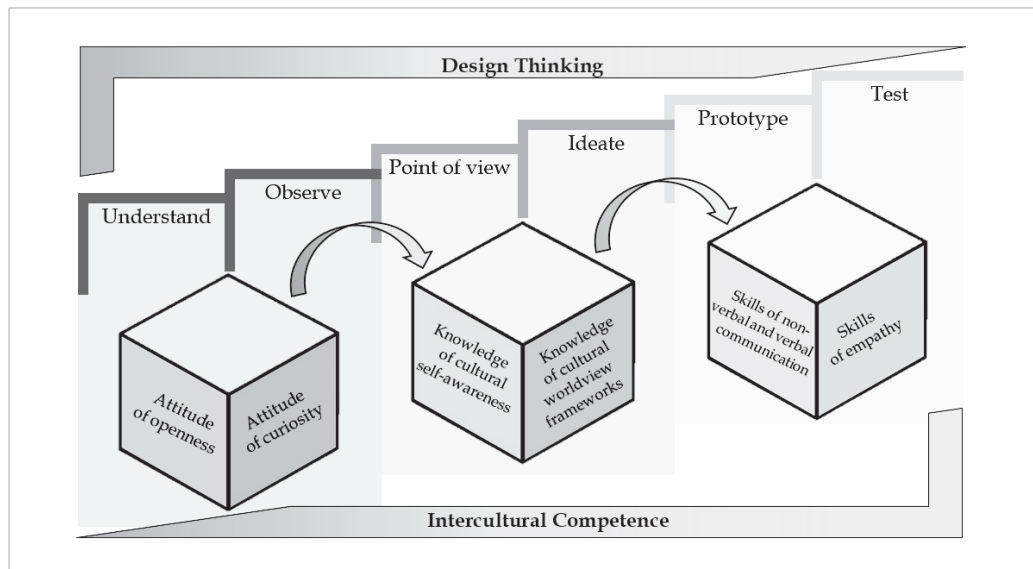 Design Thinking
Test
Prototype
Ideate
Point of view
Observe
Understand
Attitude
of openness
Attitude
of curiosity
Knowledge
of cultural
self-awareness
Knowledge
of cultural
worldview
frameworks
Skills of non-
verbal and verbal
communication
Skills
of empathy
Intercultural Competence